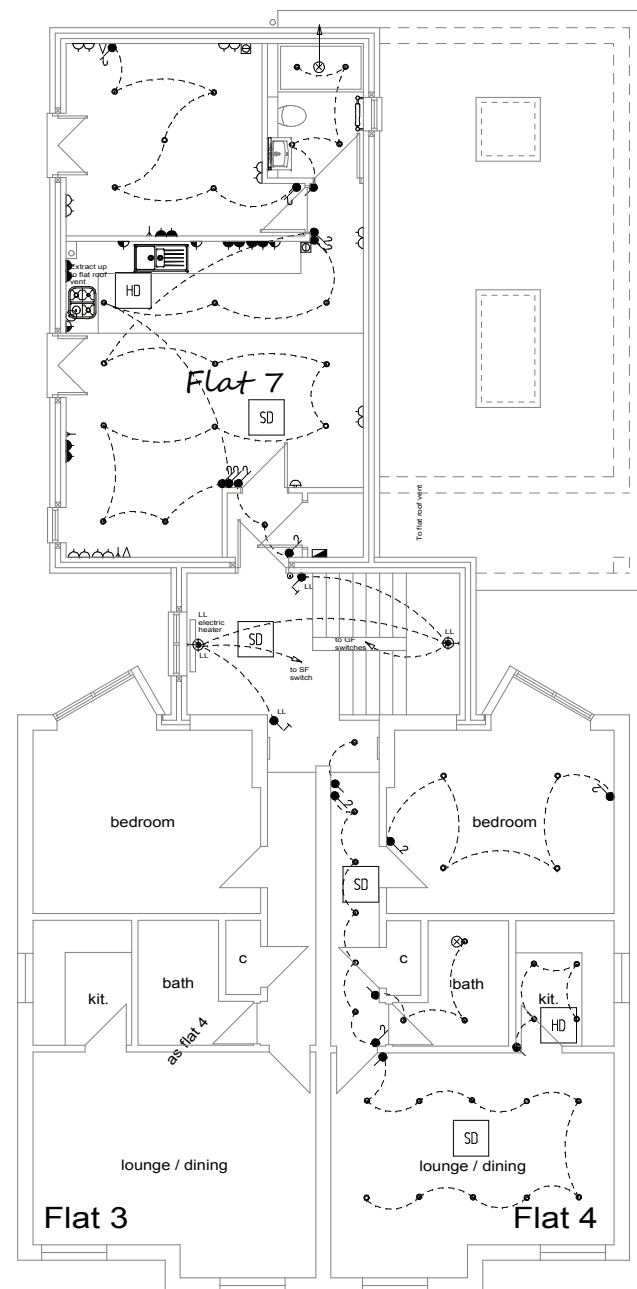 Extract up
to flat roof
vent
HD
Flat 7
SD
To flat roof vent
LL
electric
heater
LL
SD
LL
to GF
switches
LL
to SF
switch
LL
bedroom
bedroom
SD
C
C
bath
bath
kit.
kit.
HD
as flat 4
SD
lounge / dining
lounge / dining
Flat 3
Flat 4